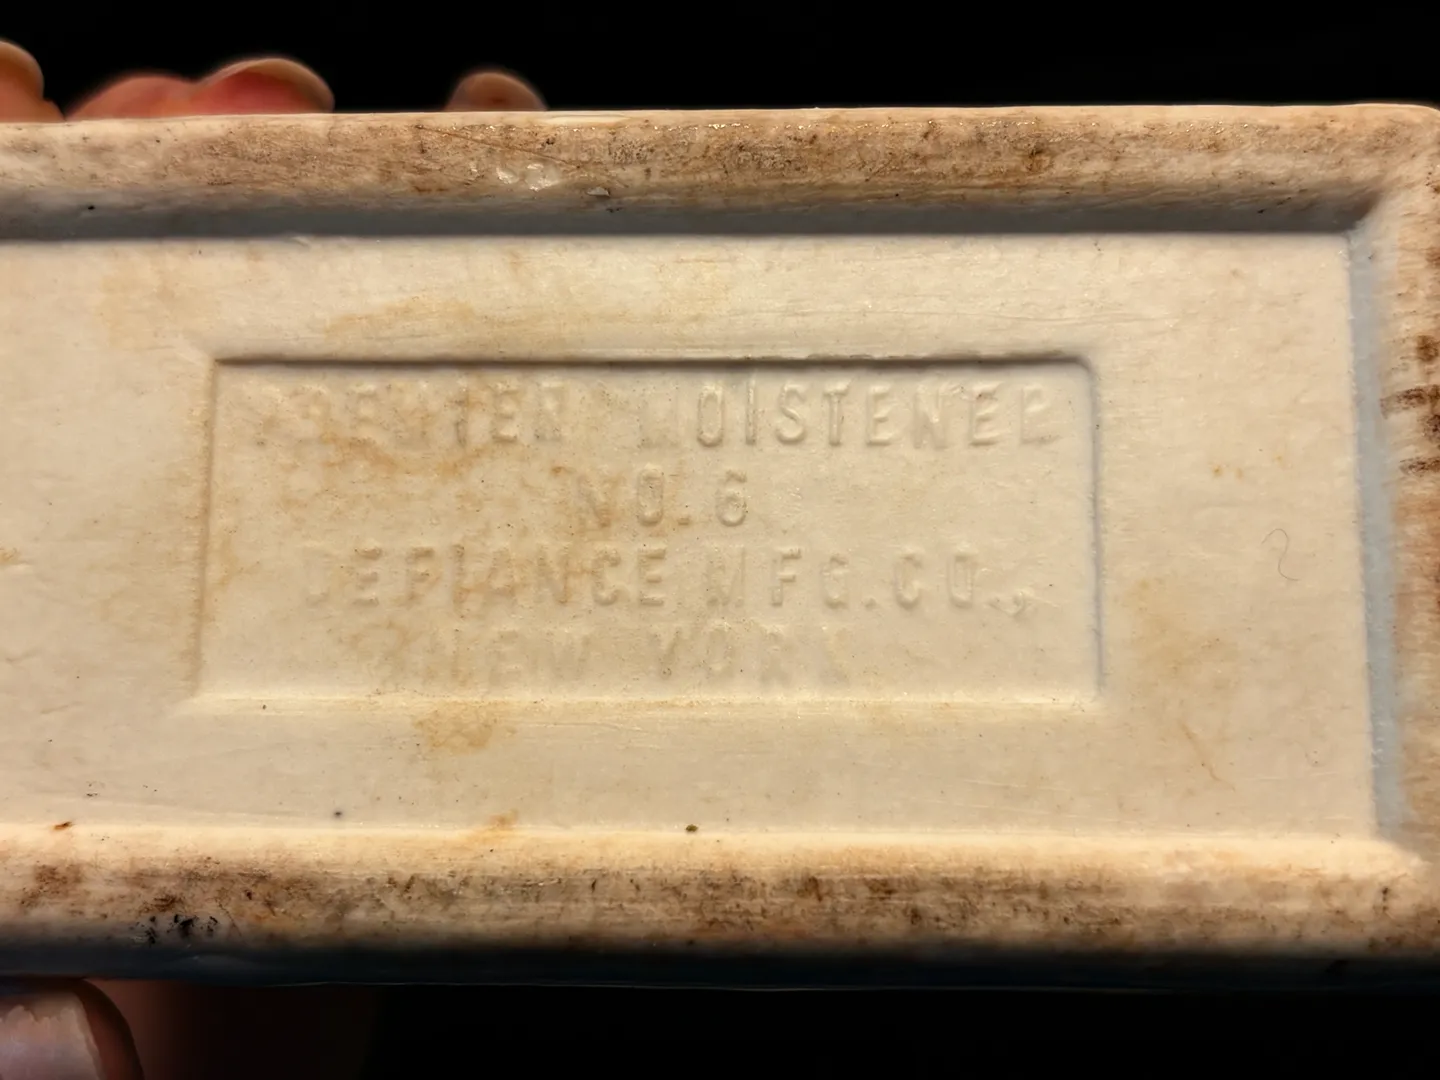 MOISTENER
NO. 6
DEFIANCE MFG. CO.,
NEW YORK